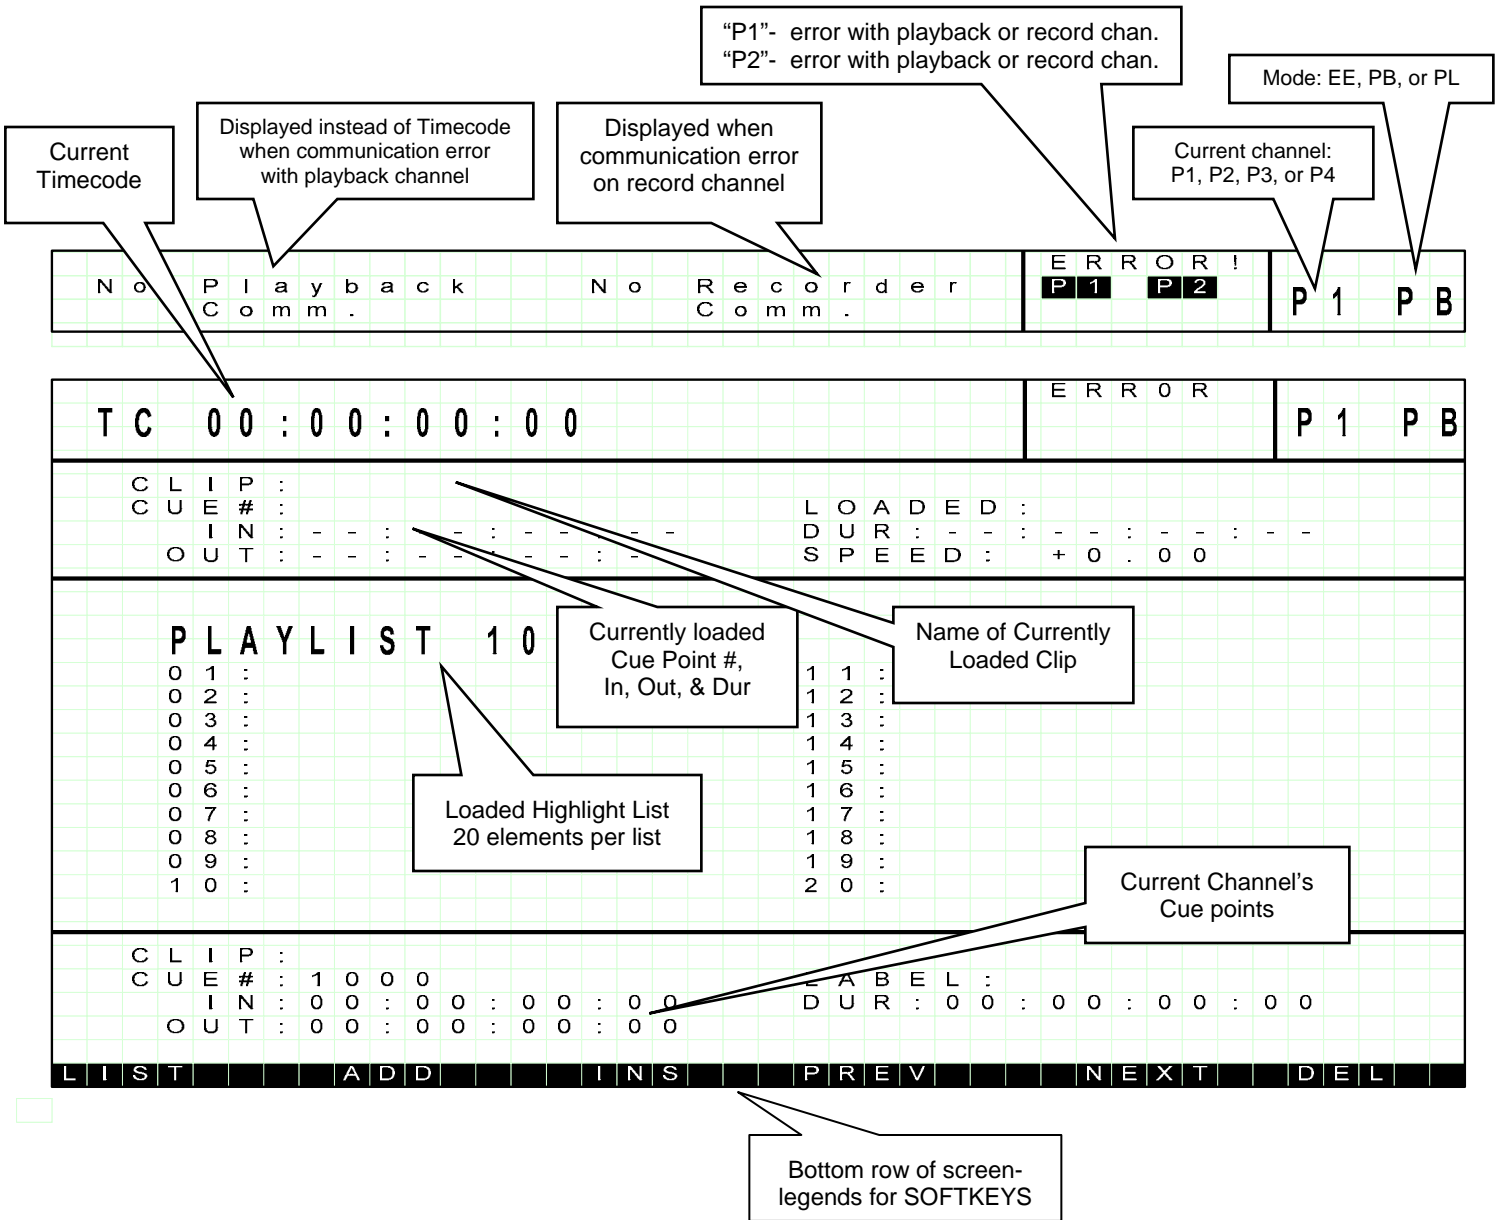 “P1”-  error with playback or record chan.
“P2”-  error with playback or record chan.
Mode: EE, PB, or PL
Current
Timecode
Displayed instead of Timecode
when communication error
with playback channel
Displayed when
communication error
on record channel
Current channel:
P1, P2, P3, or P4
ERROR!
No Playback No Recorder P1 P2
Comm. Comm.
P1 PB
ERR0R
TC 00:00:00:00
P1 PB
CLIP:
CUE#: LOADED:
IN:--:--:--:-- DUR:--:--:--:--
OUT:--:--:--:- SPEED: +0.00
PLAYLIST 10
Currently loaded
Cue Point #,
In, Out, & Dur
Name of Currently
Loaded Clip
01: 11:
02: 12:
03: 13:
04: 14:
05: 15:
06: 16:
07: 17:
08: 18:
09: 19:
10: 20:
Loaded Highlight List
20 elements per list
Current Channel’s
Cue points
CLIP:
CUE#:1000 LABEL:
IN:00:00:00:00 DUR:00:00:00:00
OUT:00:00:00:00
LIST ADD INS PREV NEXT DEL
Bottom row of screen-
legends for SOFTKEYS